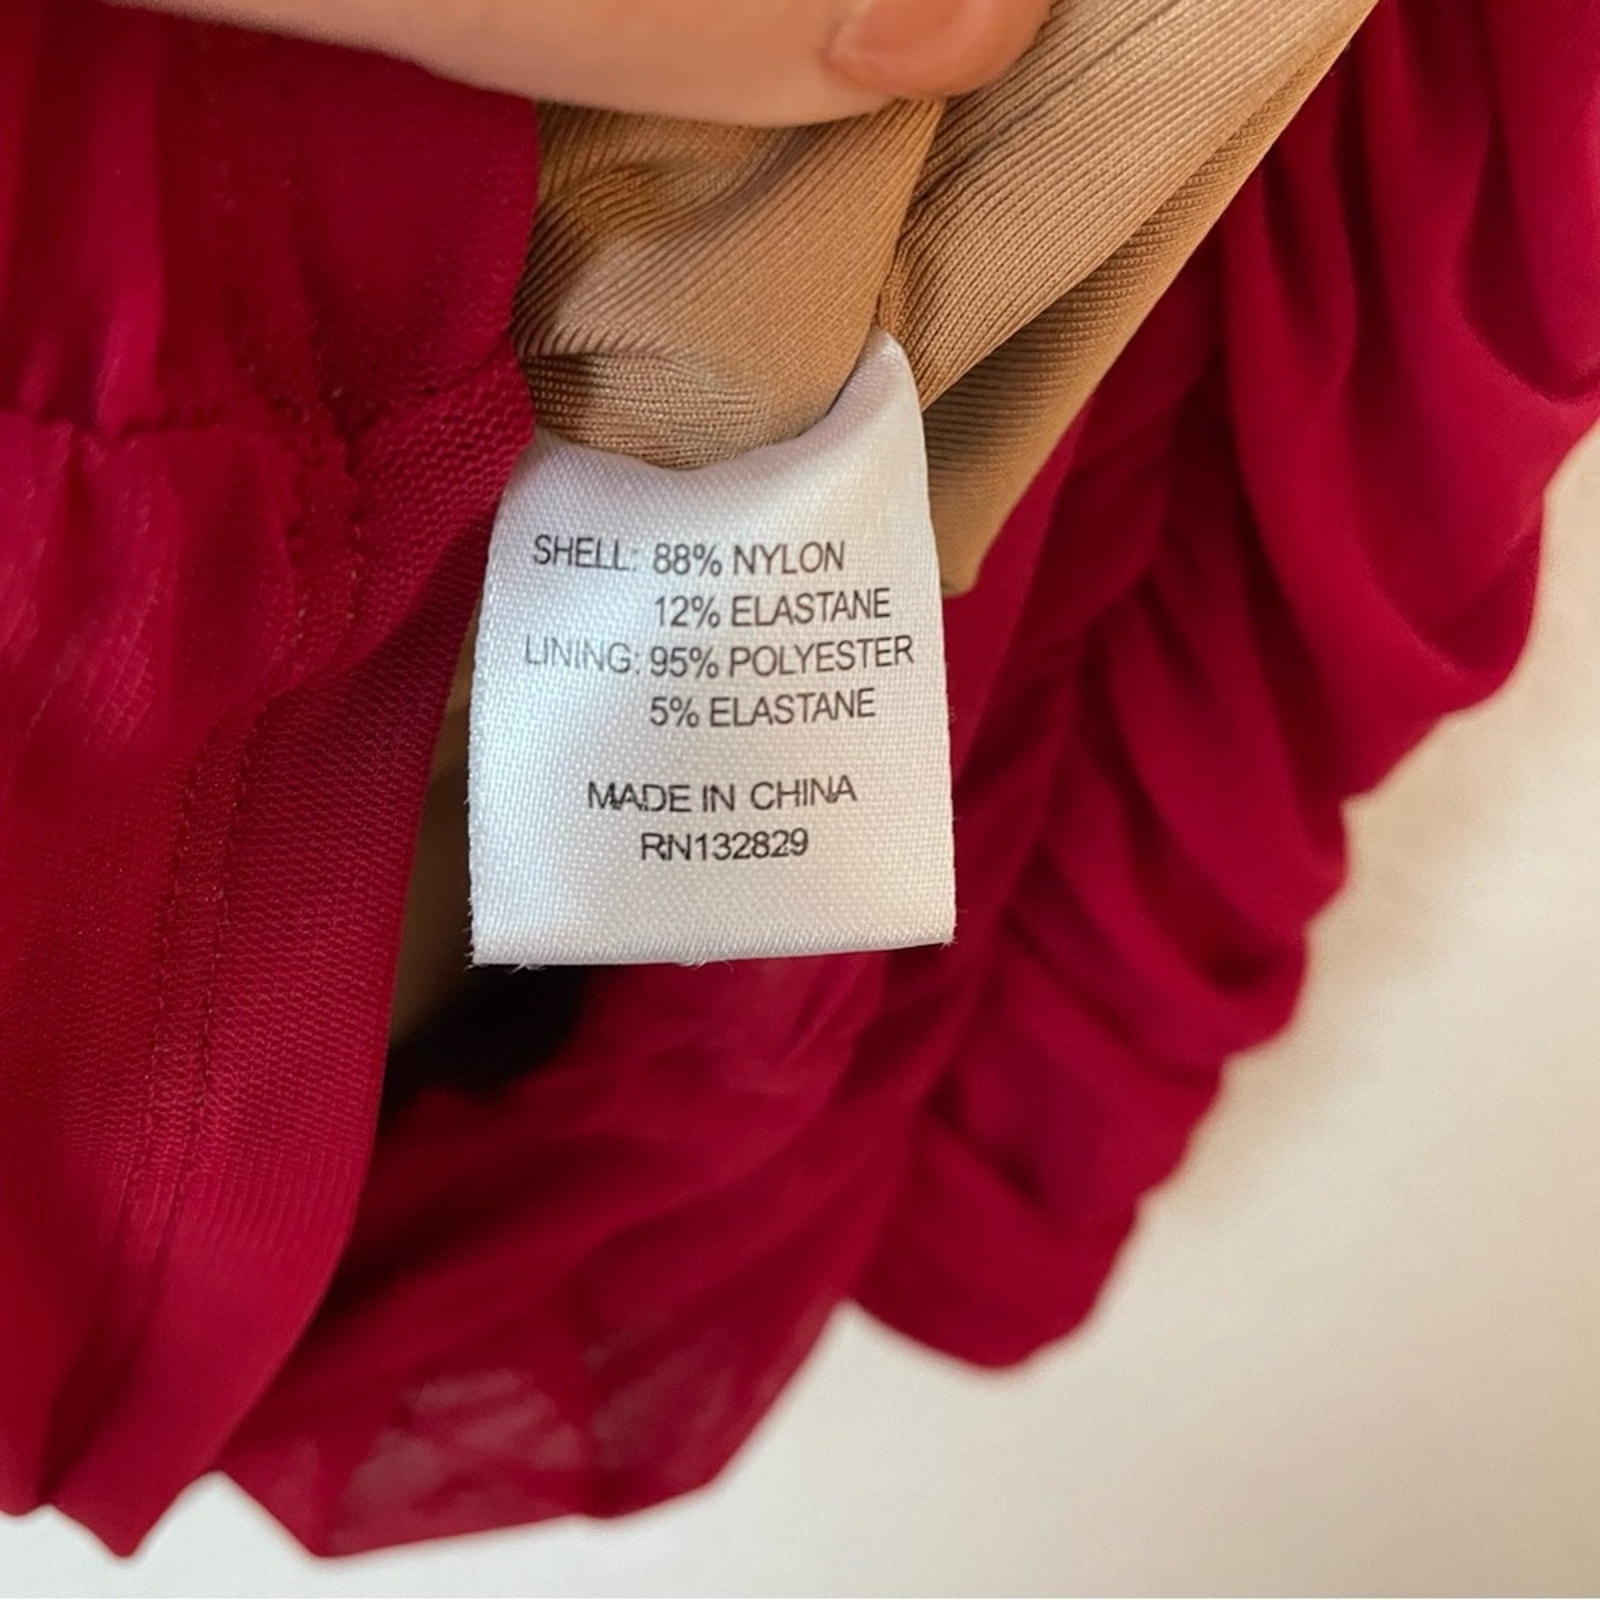 SHELL: 88% NYLON
12% ELASTANE
LINING: 95% POLYESTER
5% ELASTANE
MADE IN CHINA
RN132829